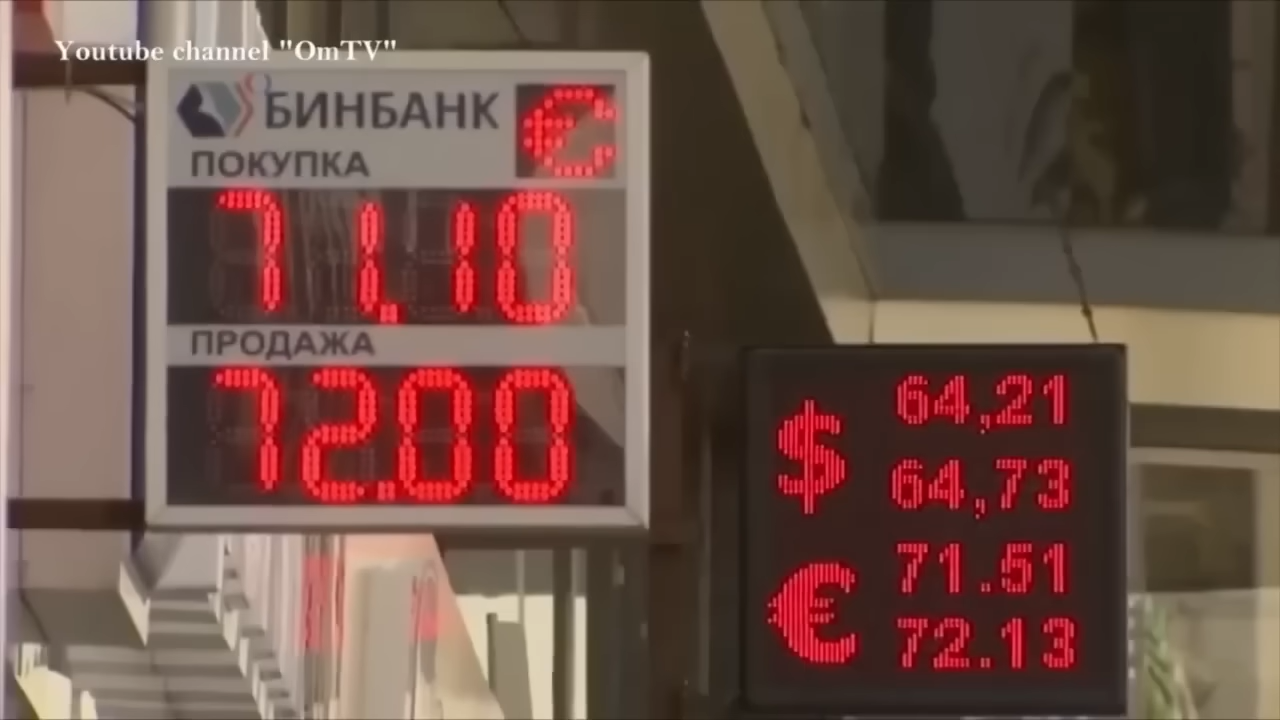 Youtube channel "OmTV"
БИНБАНК €
ПОКУПКА
71.10
ПРОДАЖА
72.00
$ 64,21
64,73
€ 71.51
72.13